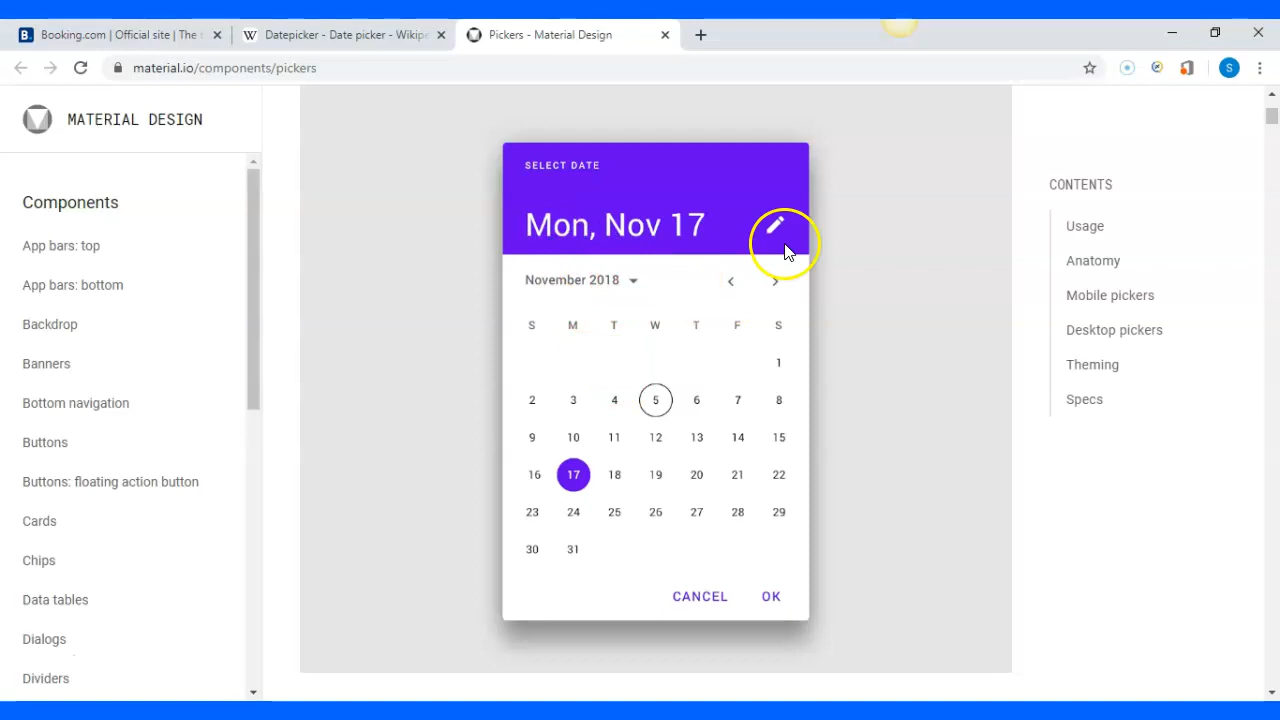 Booking.com | Official site | The
Datepicker - Date picker - Wikipe
Pickers - Material Design
material.io/components/pickers
S
MATERIAL DESIGN
Components
App bars: top
App bars: bottom
Backdrop
Banners
Bottom navigation
Buttons
Buttons: floating action button
Cards
Chips
Data tables
Dialogs
Dividers
SELECT DATE
Mon, Nov 17
November 2018
S M T W T F S
1
2 3 4 5 6 7 8
9 10 11 12 13 14 15
16 17 18 19 20 21 22
23 24 25 26 27 28 29
30 31
CANCEL OK
CONTENTS
Usage
Anatomy
Mobile pickers
Desktop pickers
Theming
Specs